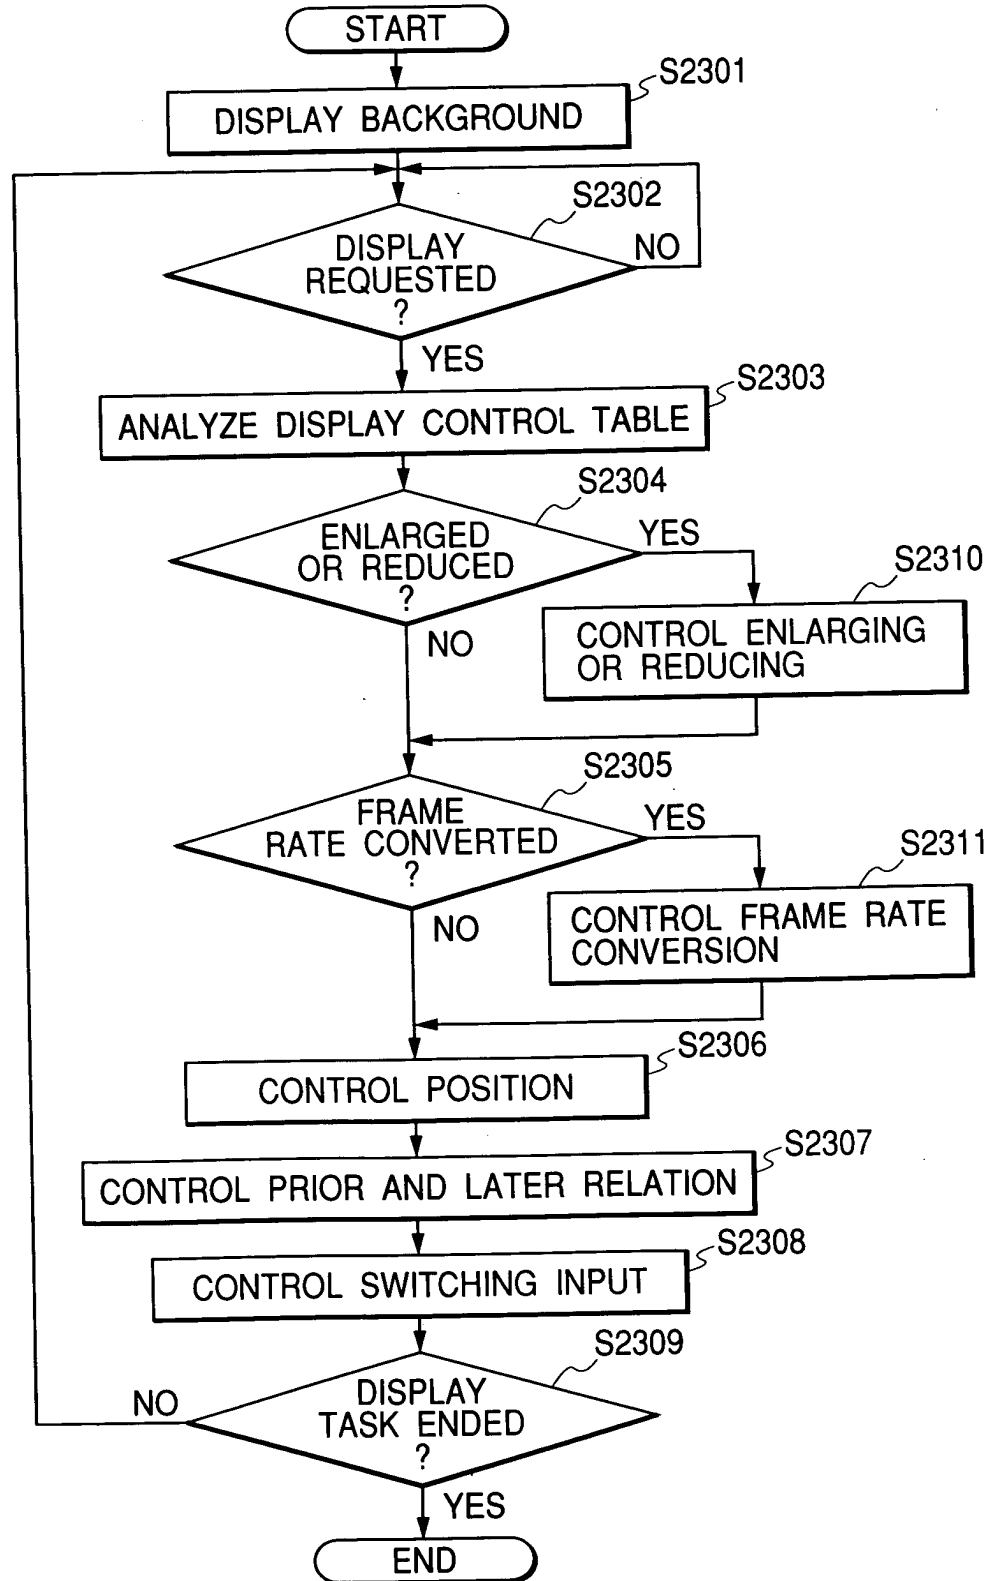 START
S2301
DISPLAY BACKGROUND
S2302
DISPLAY
REQUESTED
?
NO
YES
S2303
ANALYZE DISPLAY CONTROL TABLE
S2304
ENLARGED
OR REDUCED
?
YES
NO
S2310
CONTROL ENLARGING
OR REDUCING
S2305
FRAME
RATE CONVERTED
?
YES
NO
S2311
CONTROL FRAME RATE
CONVERSION
S2306
CONTROL POSITION
S2307
CONTROL PRIOR AND LATER RELATION
S2308
CONTROL SWITCHING INPUT
S2309
DISPLAY
TASK ENDED
?
NO
YES
END